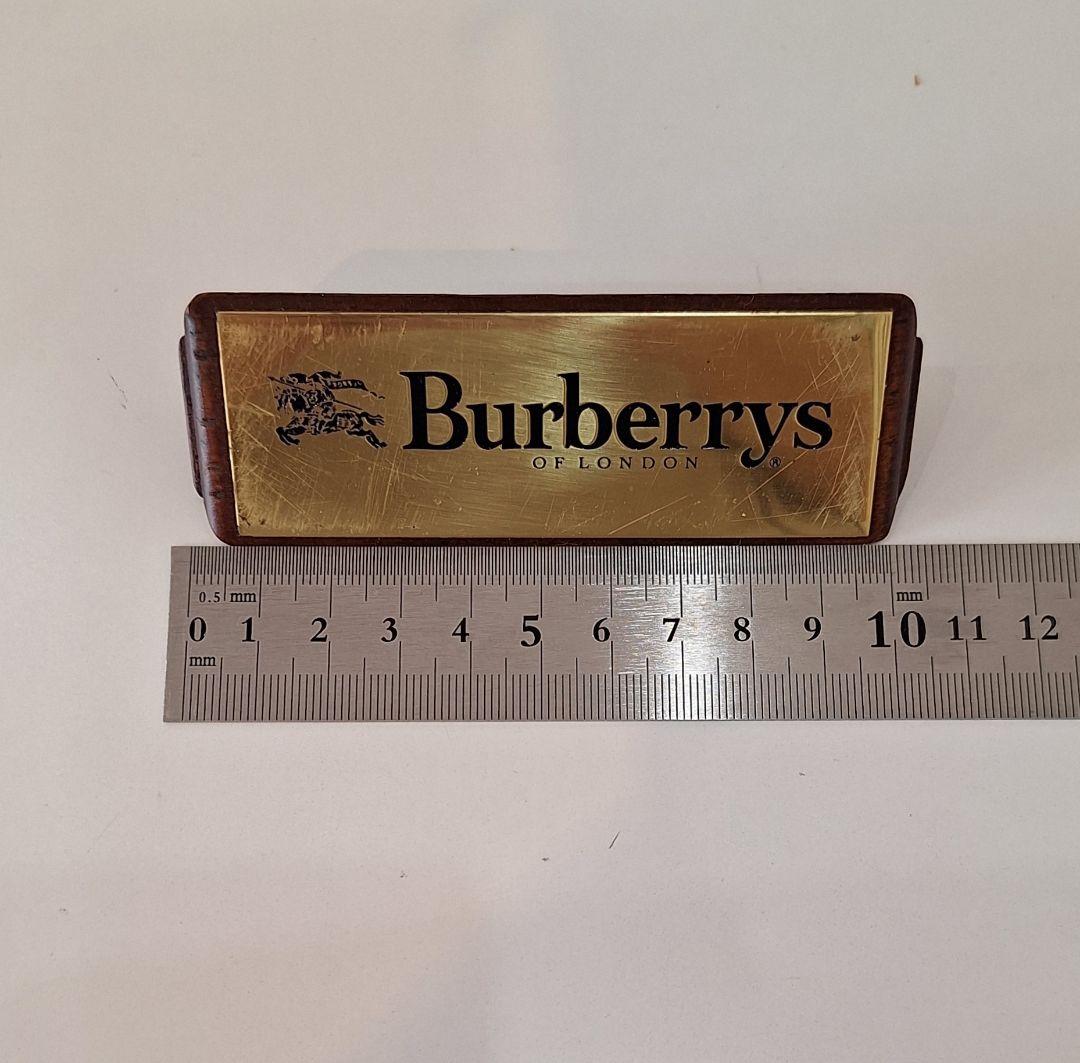 Burberrys
OF LONDON ®
0.5 mm mm
0 1 2 3 4 5 6 7 8 9 10 11 12
mm